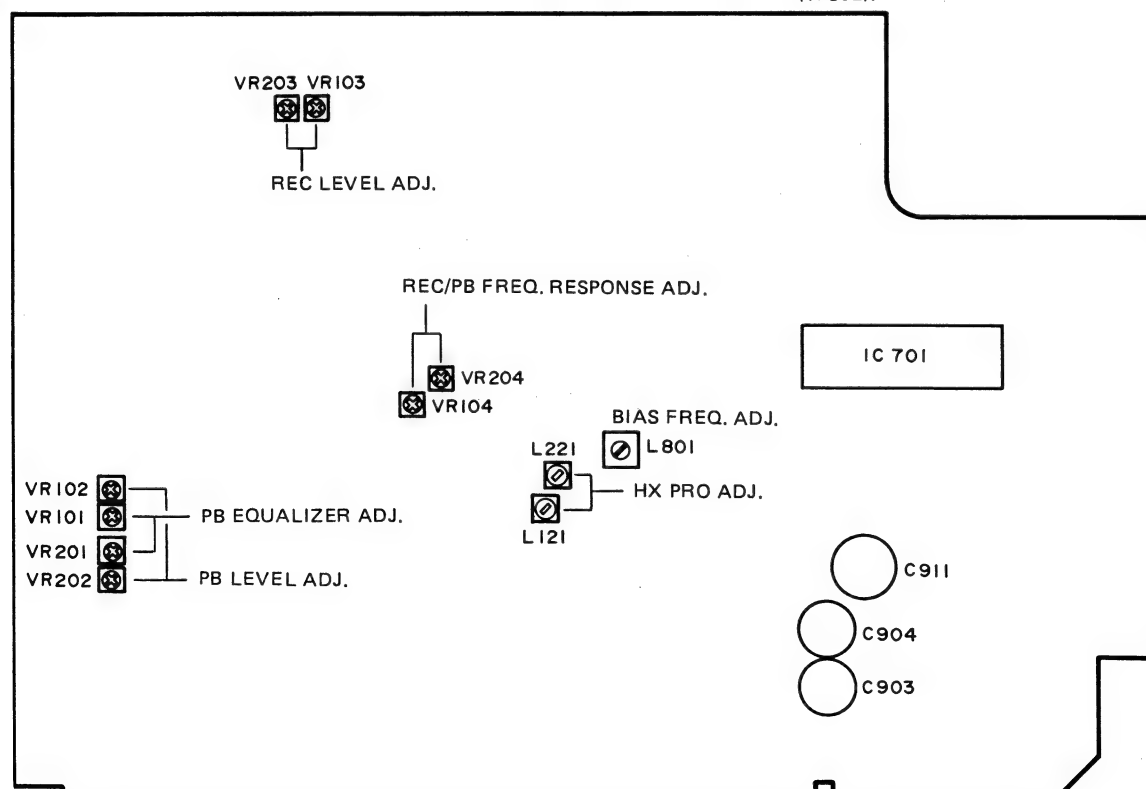 VR203 VR103
REC LEVEL ADJ.
REC/PB FREQ. RESPONSE ADJ.
IC 701
VR204
VR104
BIAS FREQ. ADJ.
L801
L221
HX PRO ADJ.
L121
VR102
VR101
PB EQUALIZER ADJ.
VR201
VR202
PB LEVEL ADJ.
C911
C904
C903